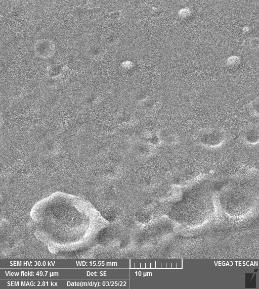 SEM HV: 30.0 kV WD: 15.55 mm VEGA3 TESCAN
View field: 49.7 µm Det: SE 10 µm
SEM MAG: 2.81 kx Date(m/d/y): 03/25/22